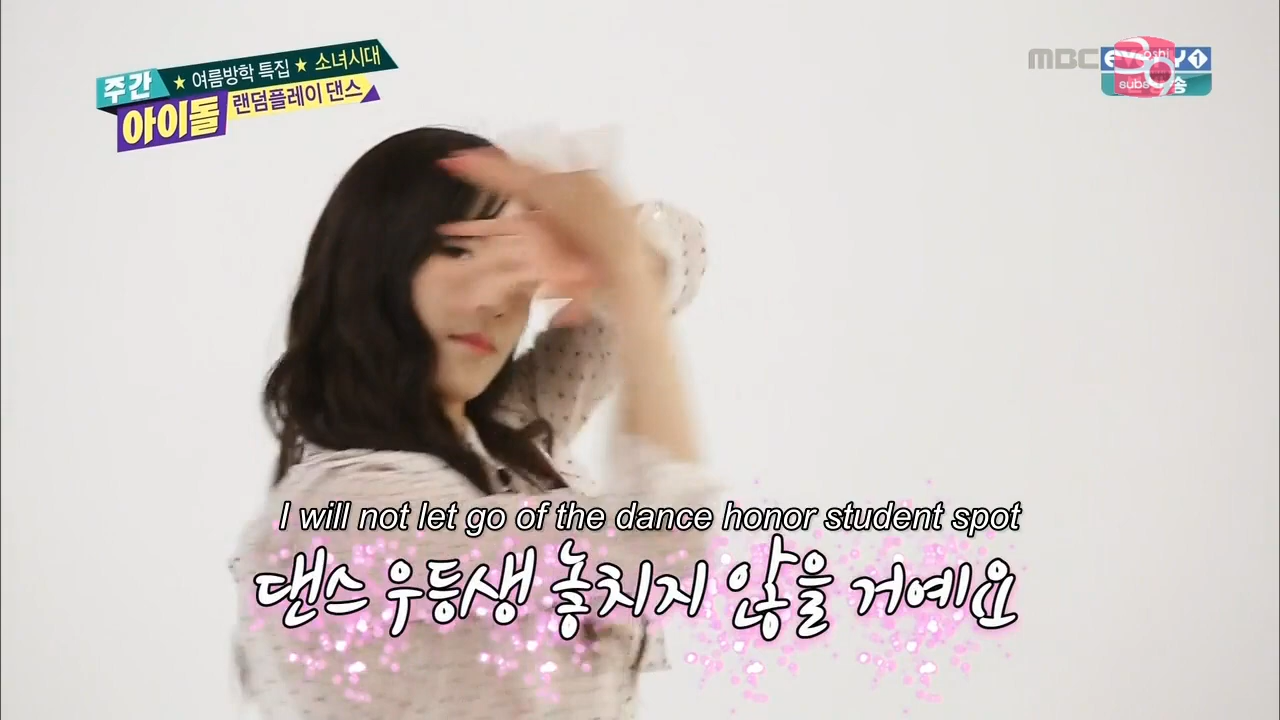 주간 ★ 여름방학 특집 ★ 소녀시대
아이돌 랜덤플레이 댄스
MBC
oshi
subs
I will not let go of the dance honor student spot
댄스 우등생 놓치지 않을 거예요